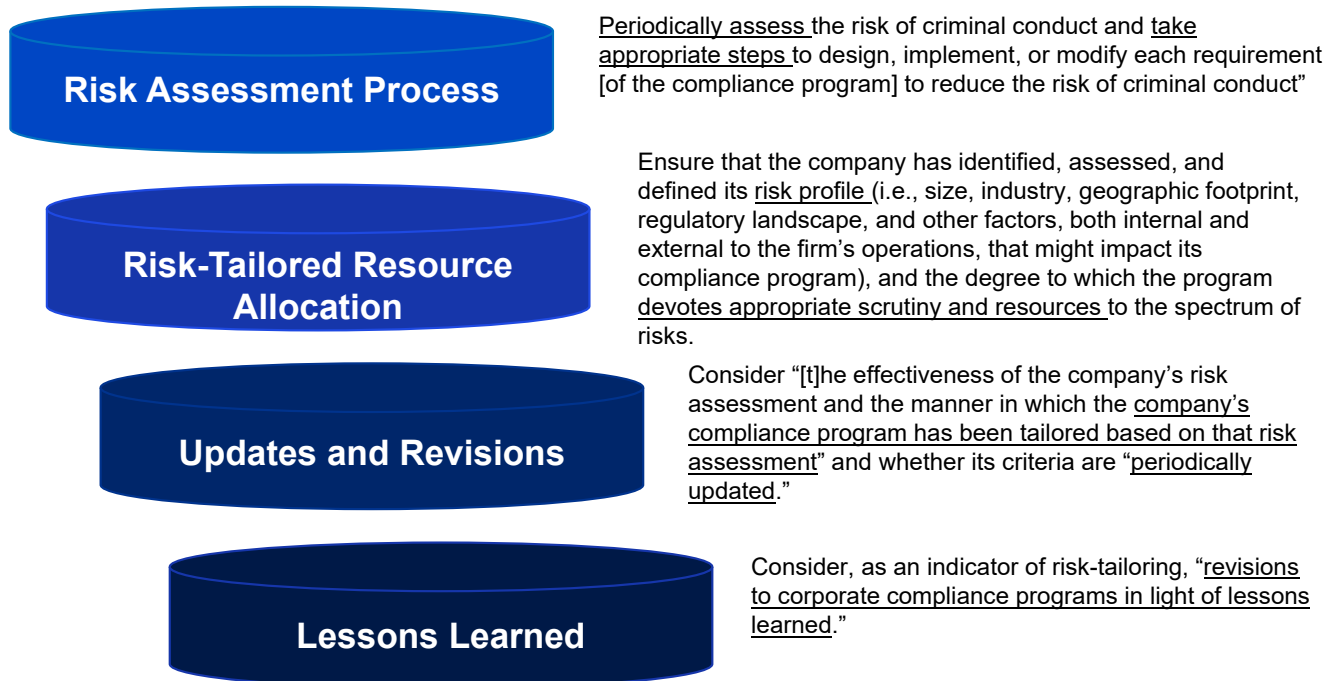 Risk Assessment Process
Periodically assess the risk of criminal conduct and take
appropriate steps to design, implement, or modify each requirement
[of the compliance program] to reduce the risk of criminal conduct”
Risk-Tailored Resource
Allocation
Ensure that the company has identified, assessed, and
defined its risk profile (i.e., size, industry, geographic footprint,
regulatory landscape, and other factors, both internal and
external to the firm’s operations, that might impact its
compliance program), and the degree to which the program
devotes appropriate scrutiny and resources to the spectrum of
risks.
Updates and Revisions
Consider “[t]he effectiveness of the company’s risk
assessment and the manner in which the company’s
compliance program has been tailored based on that risk
assessment” and whether its criteria are “periodically
updated.”
Lessons Learned
Consider, as an indicator of risk-tailoring, “revisions
to corporate compliance programs in light of lessons
learned.”